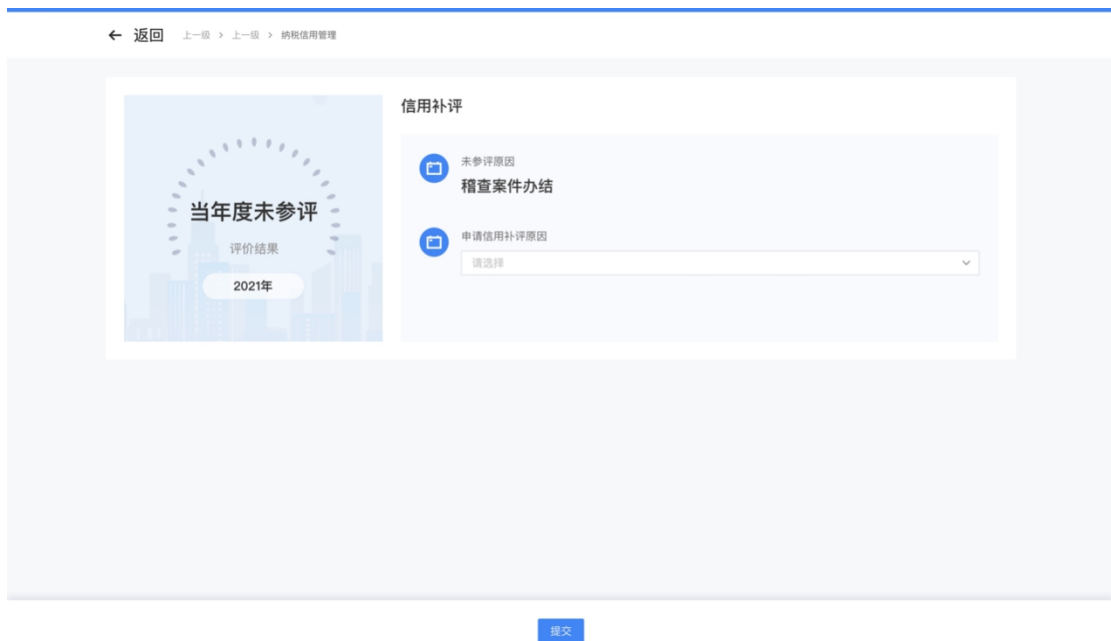 ← 返回 上一级 > 上一级 > 纳税信用管理
当年度未参评
评价结果
2021年
信用补评
未参评原因
稽查案件办结
申请信用补评原因
请选择
提交